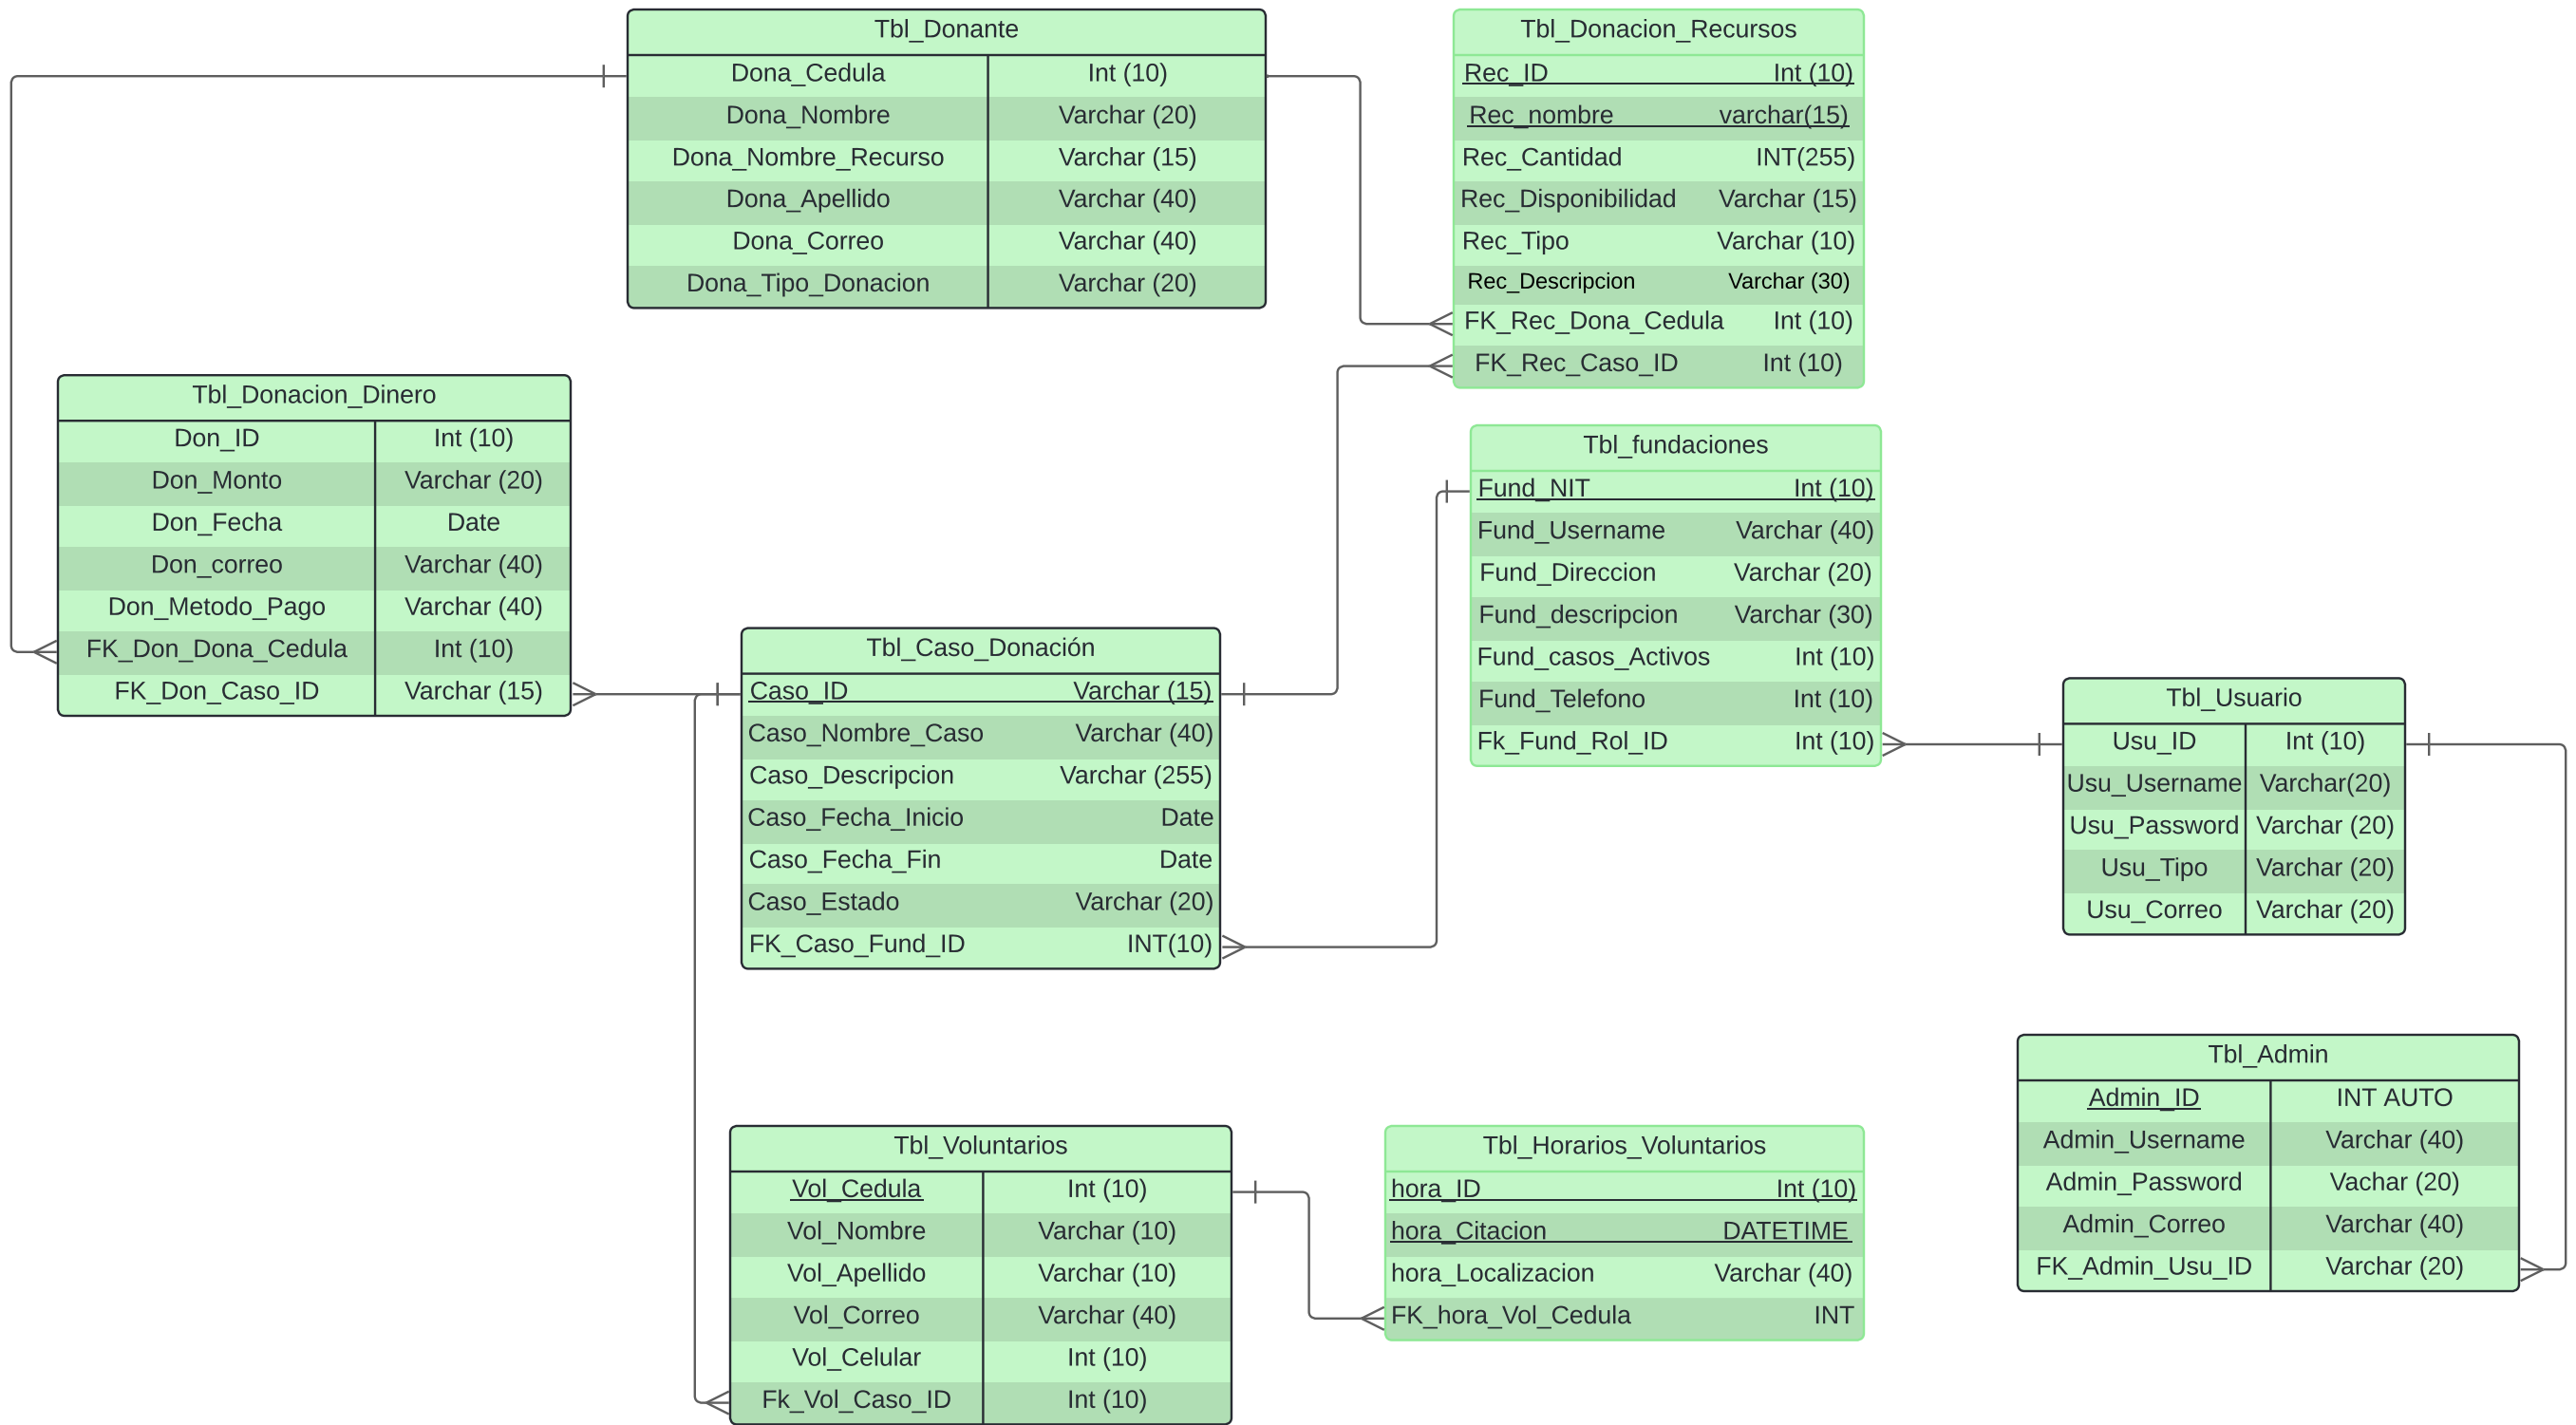 Tbl_Donante
Dona_Cedula Int (10)
Dona_Nombre Varchar (20)
Dona_Nombre_Recurso Varchar (15)
Dona_Apellido Varchar (40)
Dona_Correo Varchar (40)
Dona_Tipo_Donacion Varchar (20)
Tbl_Donacion_Recursos
Rec_ID Int (10)
Rec_nombre varchar(15)
Rec_Cantidad INT(255)
Rec_Disponibilidad Varchar (15)
Rec_Tipo Varchar (10)
Rec_Descripcion Varchar (30)
FK_Rec_Dona_Cedula Int (10)
FK_Rec_Caso_ID Int (10)
Tbl_Donacion_Dinero
Don_ID Int (10)
Don_Monto Varchar (20)
Don_Fecha Date
Don_correo Varchar (40)
Don_Metodo_Pago Varchar (40)
FK_Don_Dona_Cedula Int (10)
FK_Don_Caso_ID Varchar (15)
Tbl_fundaciones
Fund_NIT Int (10)
Fund_Username Varchar (40)
Fund_Direccion Varchar (20)
Fund_descripcion Varchar (30)
Fund_casos_Activos Int (10)
Fund_Telefono Int (10)
Fk_Fund_Rol_ID Int (10)
Tbl_Caso_Donación
Caso_ID Varchar (15)
Caso_Nombre_Caso Varchar (40)
Caso_Descripcion Varchar (255)
Caso_Fecha_Inicio Date
Caso_Fecha_Fin Date
Caso_Estado Varchar (20)
FK_Caso_Fund_ID INT(10)
Tbl_Usuario
Usu_ID Int (10)
Usu_Username Varchar(20)
Usu_Password Varchar (20)
Usu_Tipo Varchar (20)
Usu_Correo Varchar (20)
Tbl_Admin
Admin_ID INT AUTO
Admin_Username Varchar (40)
Admin_Password Vachar (20)
Admin_Correo Varchar (40)
FK_Admin_Usu_ID Varchar (20)
Tbl_Voluntarios
Vol_Cedula Int (10)
Vol_Nombre Varchar (10)
Vol_Apellido Varchar (10)
Vol_Correo Varchar (40)
Vol_Celular Int (10)
Fk_Vol_Caso_ID Int (10)
Tbl_Horarios_Voluntarios
hora_ID Int (10)
hora_Citacion DATETIME
hora_Localizacion Varchar (40)
FK_hora_Vol_Cedula INT